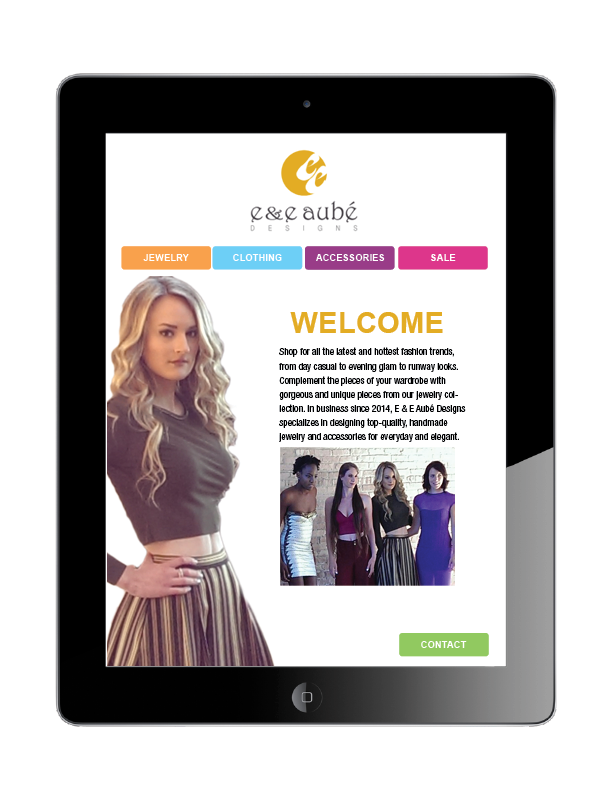 e & e aubé
DESIGNS
JEWELRY CLOTHING ACCESSORIES SALE
WELCOME
Shop for all the latest and hottest fashion trends,
from day casual to evening glam to runway looks.
Complement the pieces of your wardrobe with
gorgeous and unique pieces from our jewelry col-
lection. In business since 2014, E & E Aubé Designs
specializes in designing top-quality, handmade
jewelry and accessories for everyday and elegant.
CONTACT